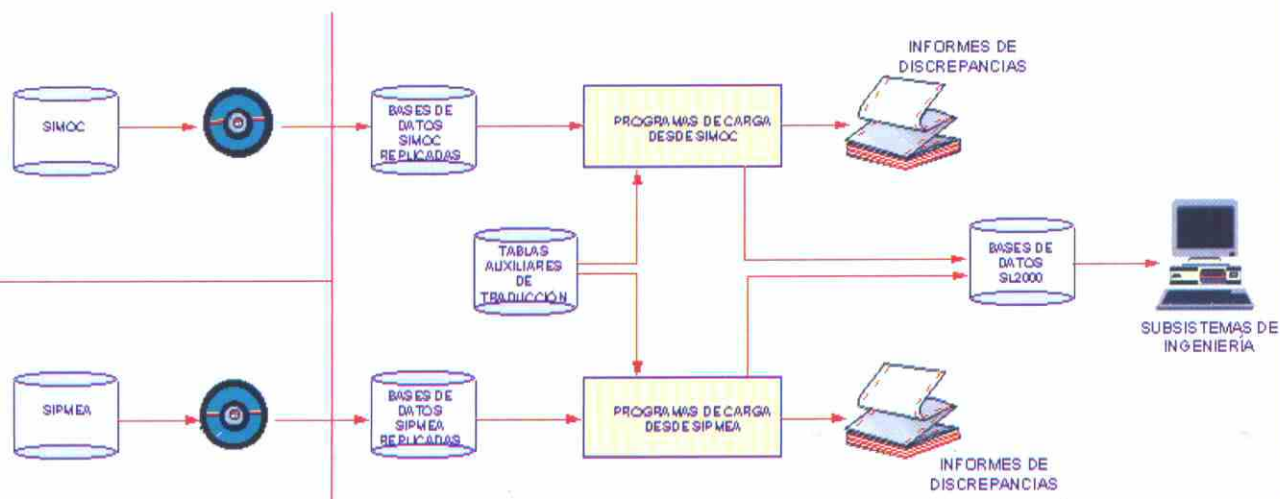 INFORMES DE
DISCREPANCIAS
SIMOC
BASES DE
DATOS
SIMOC
REPLICADAS
PROGRAMAS DE CARGA
DESDE SIMOC
TABLAS
AUXILIARES
DE
TRADUCCIÓN
BASES DE
DATOS
SL2000
SUBSISTEMAS DE
INGENIERÍA
SIPMEA
BASES DE
DATOS
SIPMEA
REPLICADAS
PROGRAMAS DE CARGA
DESDE SIPMEA
INFORMES DE
DISCREPANCIAS